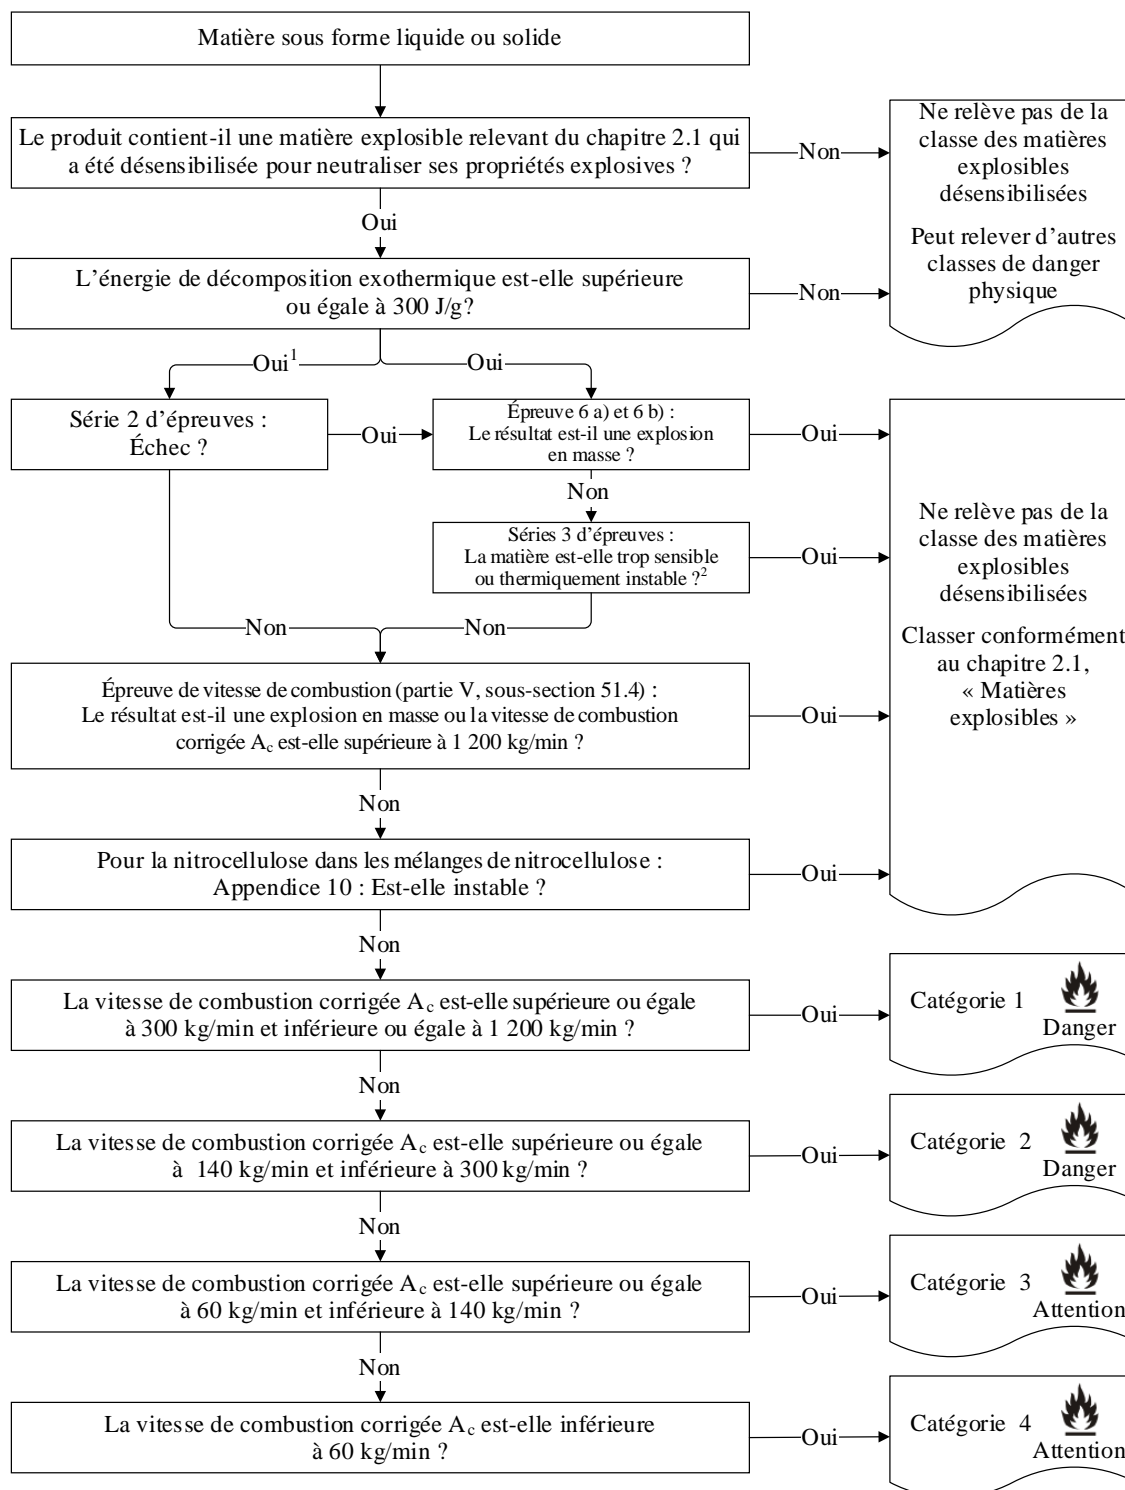 Matière sous forme liquide ou solide
Le produit contient-il une matière explosible relevant du chapitre 2.1 qui
a été désensibilisée pour neutraliser ses propriétés explosives ?
Non
Ne relève pas de la
classe des matières
explosibles
désensibilisées
Peut relever d'autres
classes de danger
physique
Oui
L'énergie de décomposition exothermique est-elle supérieure
ou égale à 300 J/g?
Non
Oui¹
Oui
Série 2 d'épreuves :
Échec ?
Oui
Épreuve 6 a) et 6 b) :
Le résultat est-il une explosion
en masse ?
Oui
Non
Séries 3 d'épreuves :
La matière est-elle trop sensible
ou thermiquement instable ?²
Oui
Ne relève pas de la
classe des matières
explosibles
désensibilisées
Classer conformément
au chapitre 2.1,
« Matières
explosibles »
Non
Non
Épreuve de vitesse de combustion (partie V, sous-section 51.4) :
Le résultat est-il une explosion en masse ou la vitesse de combustion
corrigée Ac est-elle supérieure à 1 200 kg/min ?
Oui
Non
Pour la nitrocellulose dans les mélanges de nitrocellulose :
Appendice 10 : Est-elle instable ?
Oui
Non
La vitesse de combustion corrigée Ac est-elle supérieure ou égale
à 300 kg/min et inférieure ou égale à 1 200 kg/min ?
Oui
Catégorie 1
Danger
Non
La vitesse de combustion corrigée Ac est-elle supérieure ou égale
à 140 kg/min et inférieure à 300 kg/min ?
Oui
Catégorie 2
Danger
Non
La vitesse de combustion corrigée Ac est-elle supérieure ou égale
à 60 kg/min et inférieure à 140 kg/min ?
Oui
Catégorie 3
Attention
Non
La vitesse de combustion corrigée Ac est-elle inférieure
à 60 kg/min ?
Oui
Catégorie 4
Attention